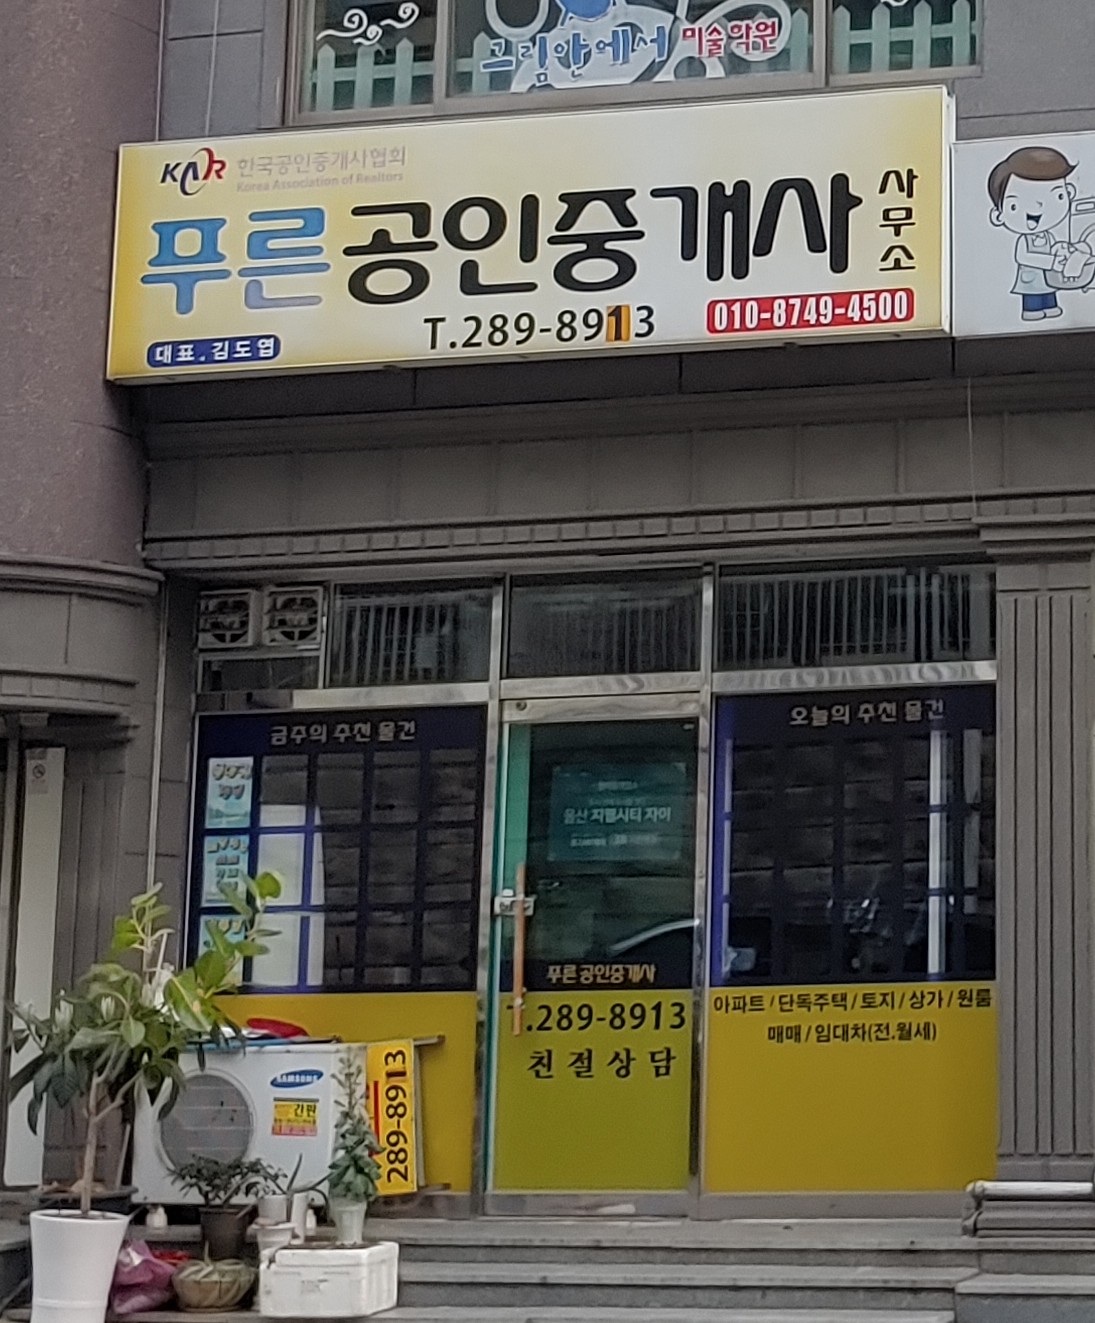 그림안에서 미술학원
KAR 한국공인중개사협회
Korea Association of Realtors
푸른 공인중개사 사무소
T.289-8913
010-8749-4500
대표.김도엽
금주의 추천 물건
오늘의 추천 물건
울산 지웰시티 자이
푸른 공인중개사
T.289-8913
친절상담
아파트/단독주택/토지/상가/원룸
매매/임대차(전.월세)
SAMSUNG
간판
289-8913